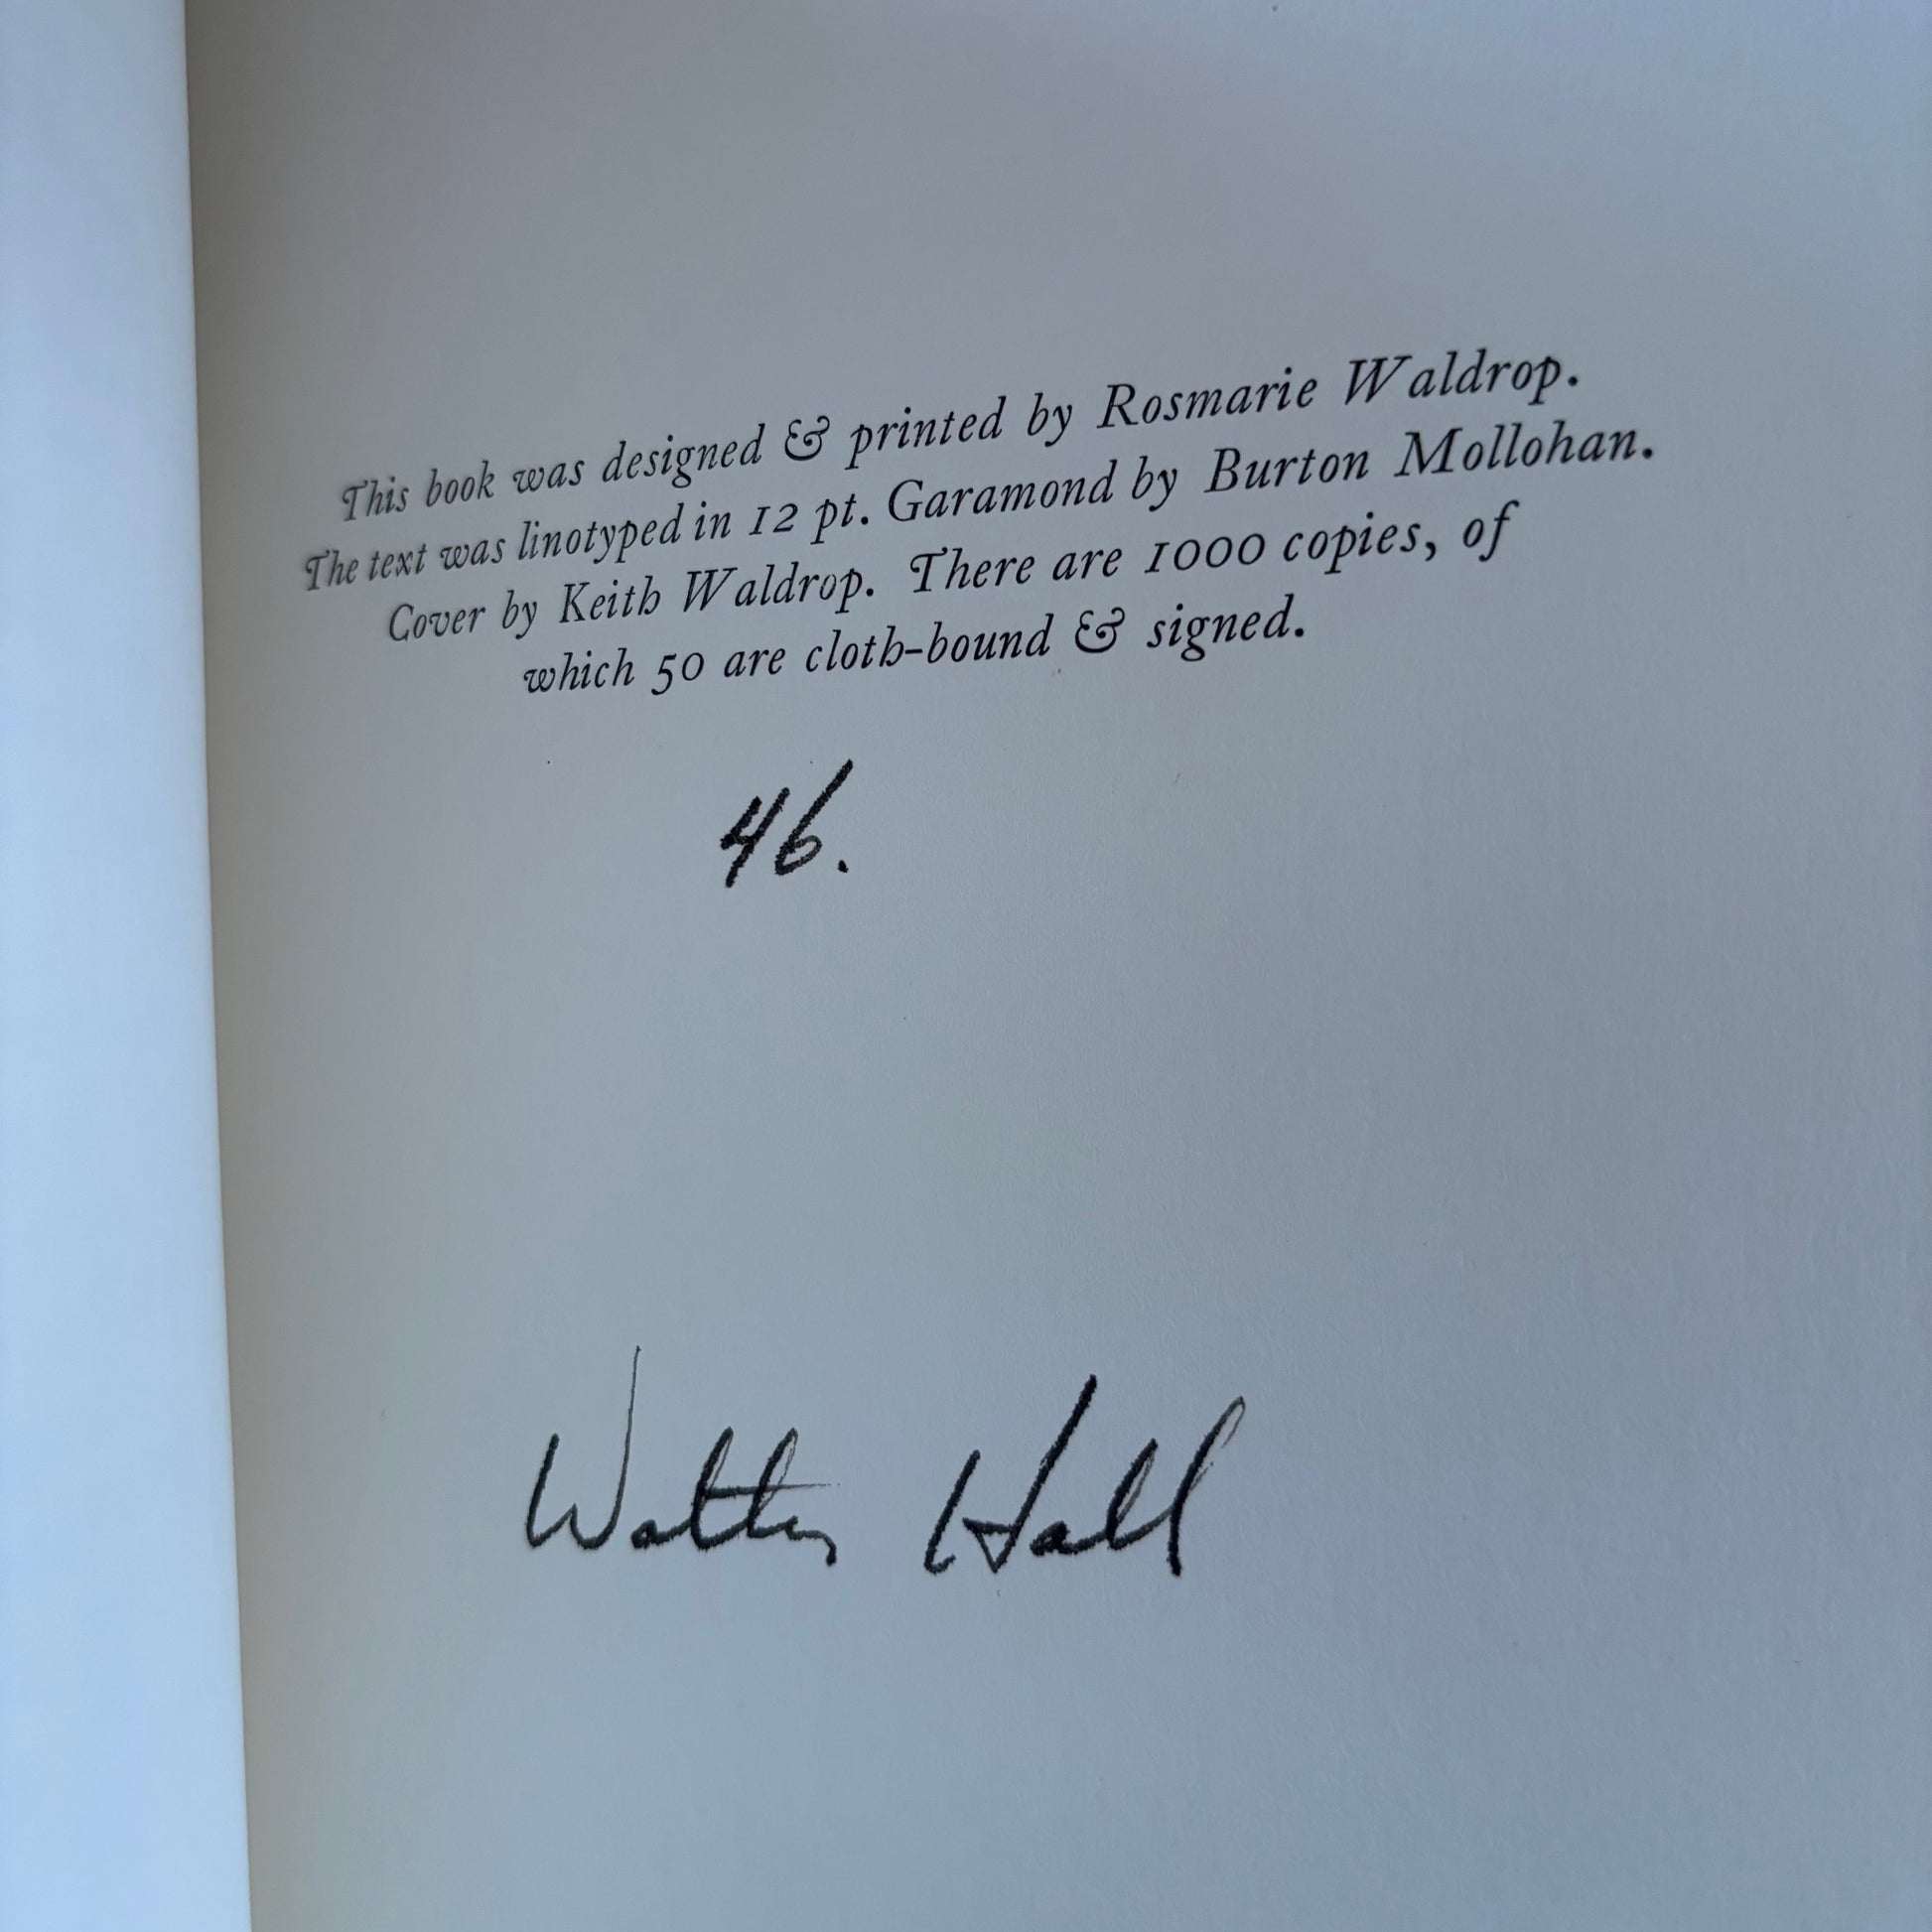 This book was designed & printed by Rosmarie Waldrop.
The text was linotyped in 12 pt. Garamond by Burton Mollohan.
Cover by Keith Waldrop. There are 1000 copies, of
which 50 are cloth-bound & signed.
46.
Walter Hall